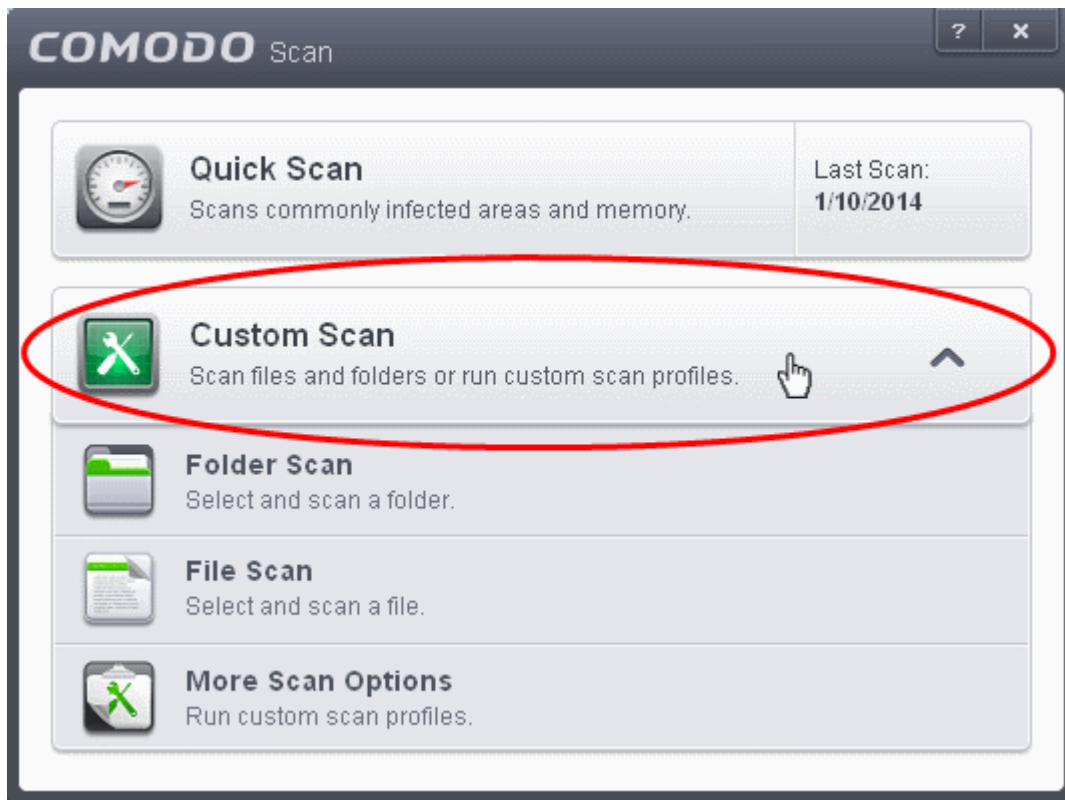 COMODO Scan
?
Quick Scan
Scans commonly infected areas and memory.
Last Scan:
1/10/2014
Custom Scan
Scan files and folders or run custom scan profiles.
Folder Scan
Select and scan a folder.
File Scan
Select and scan a file.
More Scan Options
Run custom scan profiles.